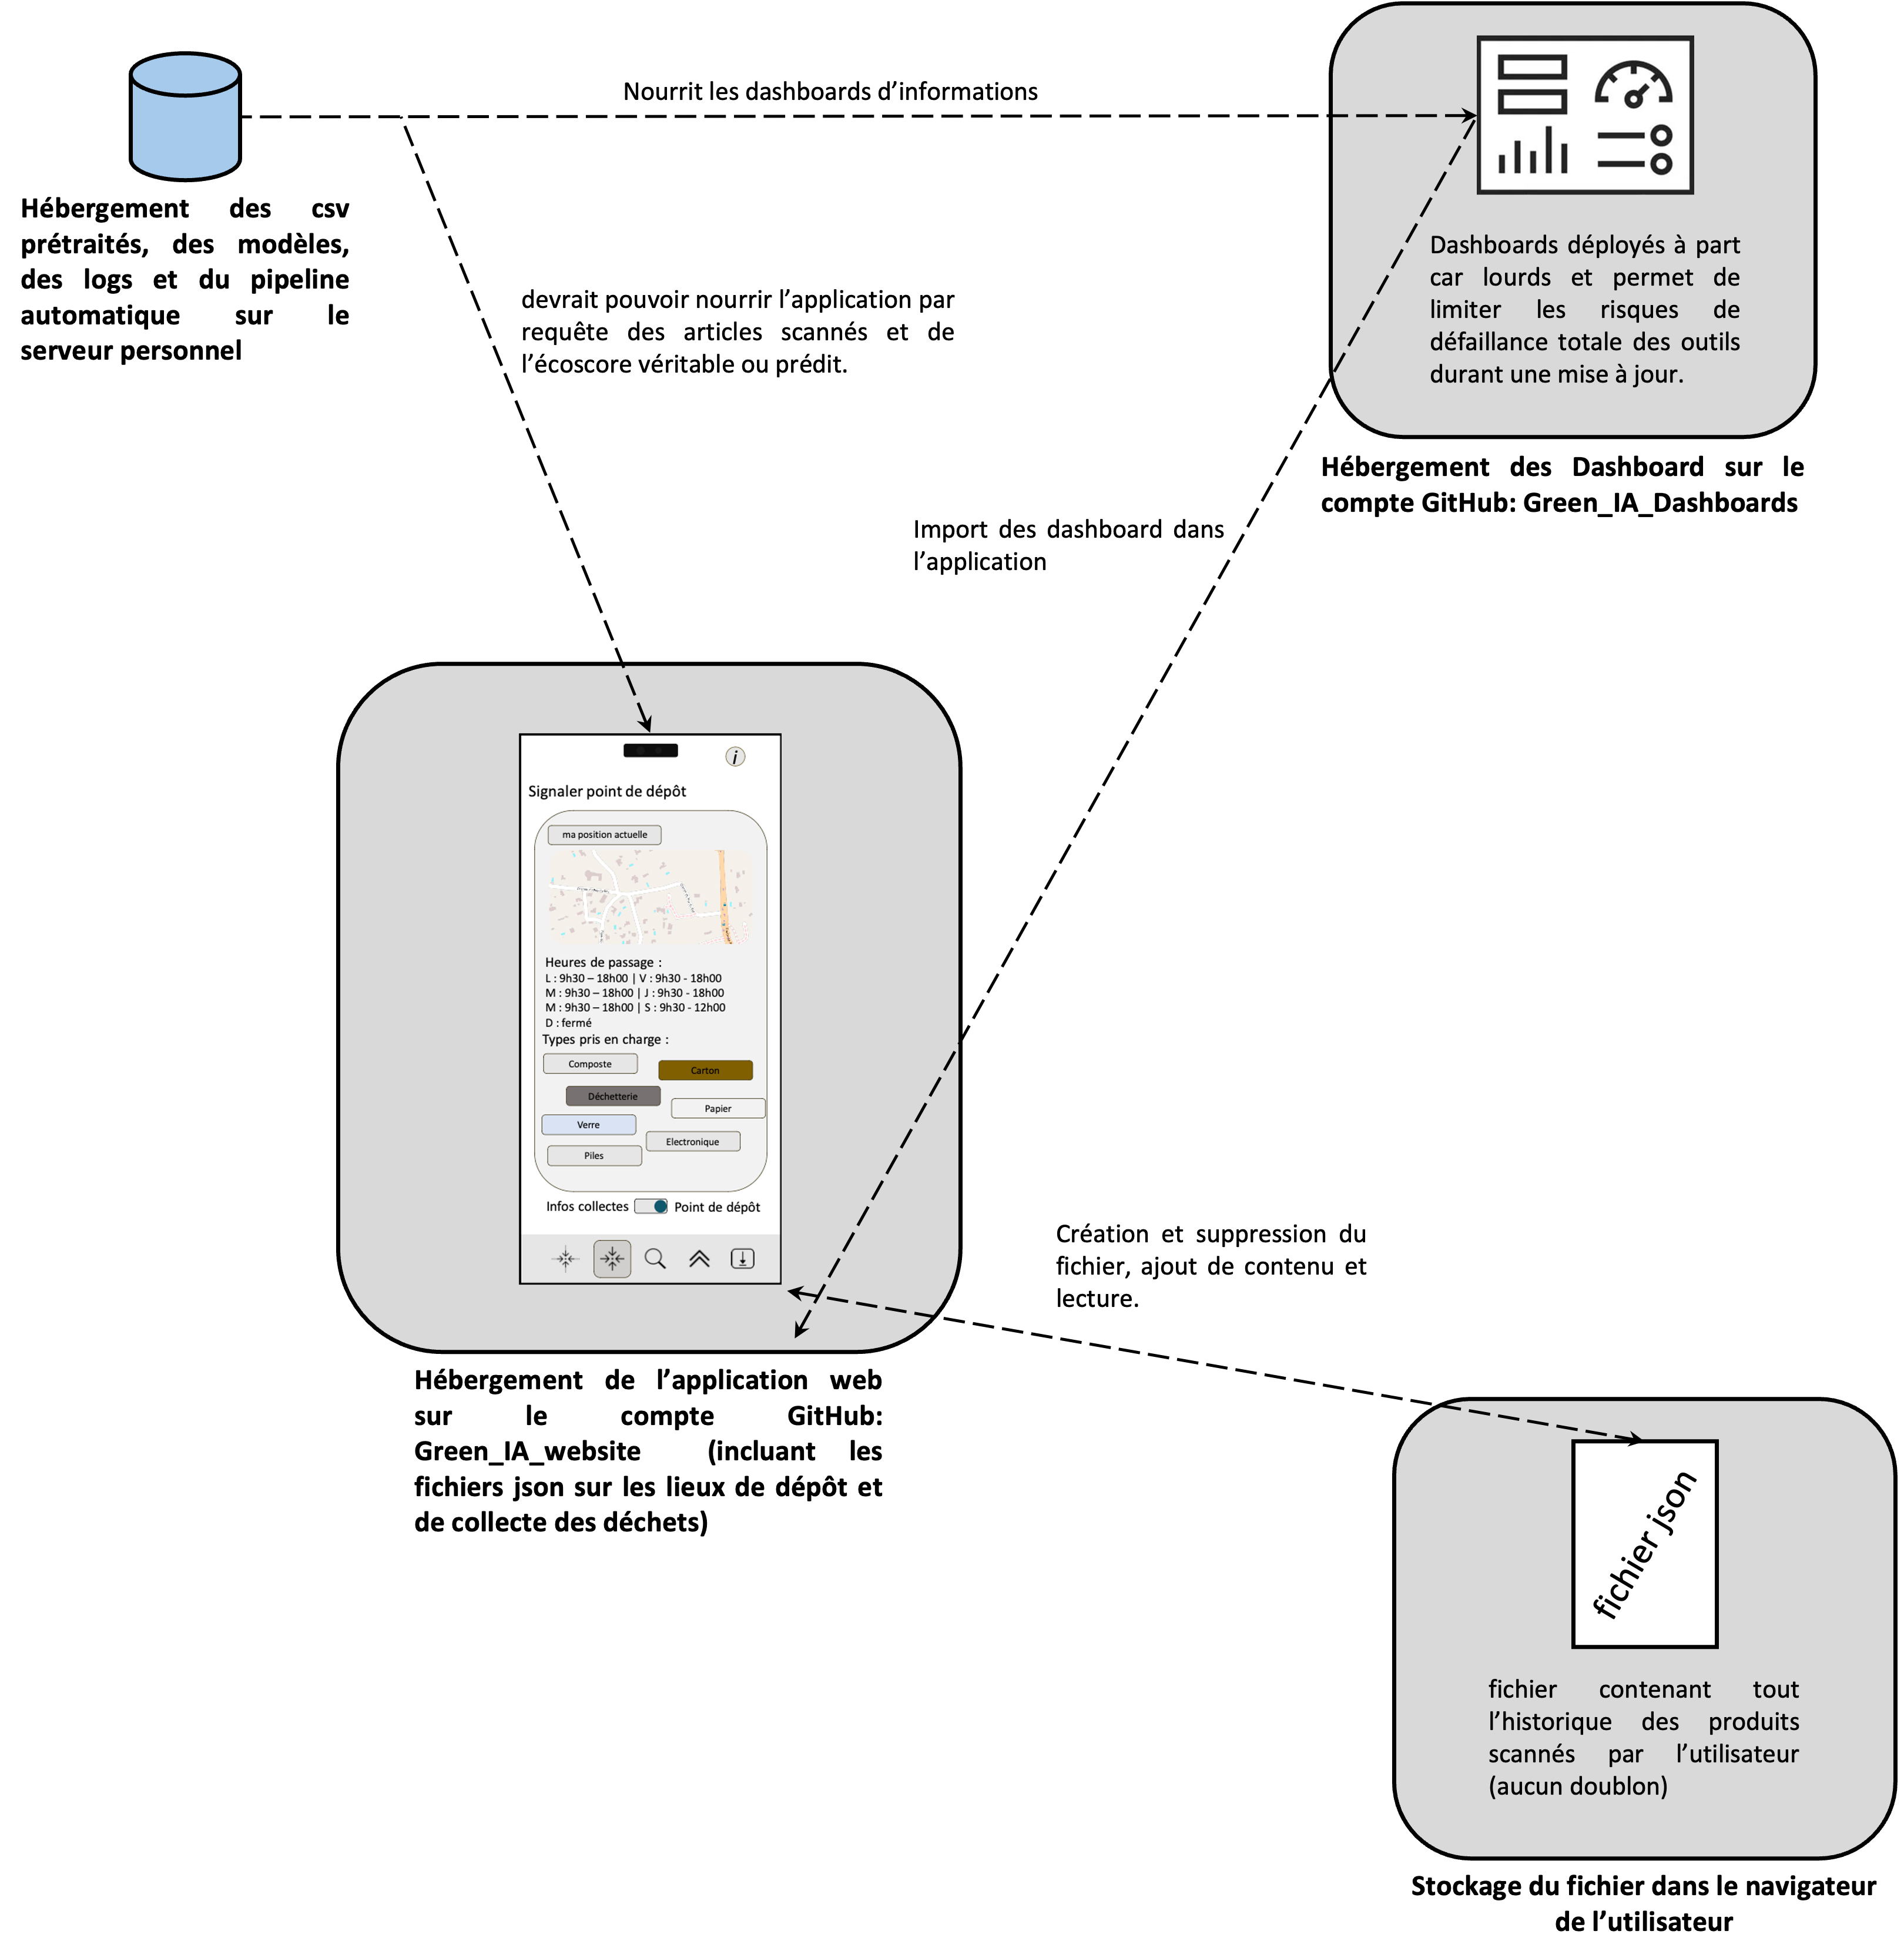 Nourrit les dashboards d’informations
Hébergement des csv
prétraités, des modèles,
des logs et du pipeline
automatique sur le
serveur personnel
devrait pouvoir nourrir l’application par
requête des articles scannés et de
l’écoscore véritable ou prédit.
Dashboards déployés à part
car lourds et permet de
limiter les risques de
défaillance totale des outils
durant une mise à jour.
Hébergement des Dashboard sur le
compte GitHub: Green_IA_Dashboards
Import des dashboard dans
l’application
i
Signaler point de dépôt
ma position actuelle
Heures de passage :
L : 9h30 – 18h00 | V : 9h30 - 18h00
M : 9h30 – 18h00 | J : 9h30 - 18h00
M : 9h30 – 18h00 | S : 9h30 - 12h00
D : fermé
Types pris en charge :
Composte
Carton
Déchetterie
Papier
Verre
Electronique
Piles
Infos collectes
Point de dépôt
Création et suppression du
fichier, ajout de contenu et
lecture.
Hébergement de l’application web
sur le compte GitHub:
Green_IA_website (incluant les
fichiers json sur les lieux de dépôt et
de collecte des déchets)
fichier json
fichier contenant tout
l’historique des produits
scannés par l’utilisateur
(aucun doublon)
Stockage du fichier dans le navigateur
de l’utilisateur